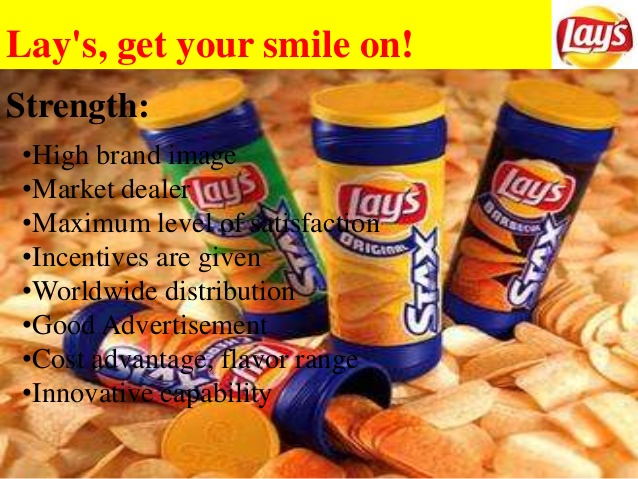 Lay's, get your smile on!
Lay's
Strength:
•High brand image
•Market dealer
•Maximum level of satisfaction
•Incentives are given
•Worldwide distribution
•Good Advertisement
•Cost advantage, flavor range
•Innovative capability
Lay's
STAX
Lay's
ORIGINAL
STAX
Lay's
BARBECUE
STAX